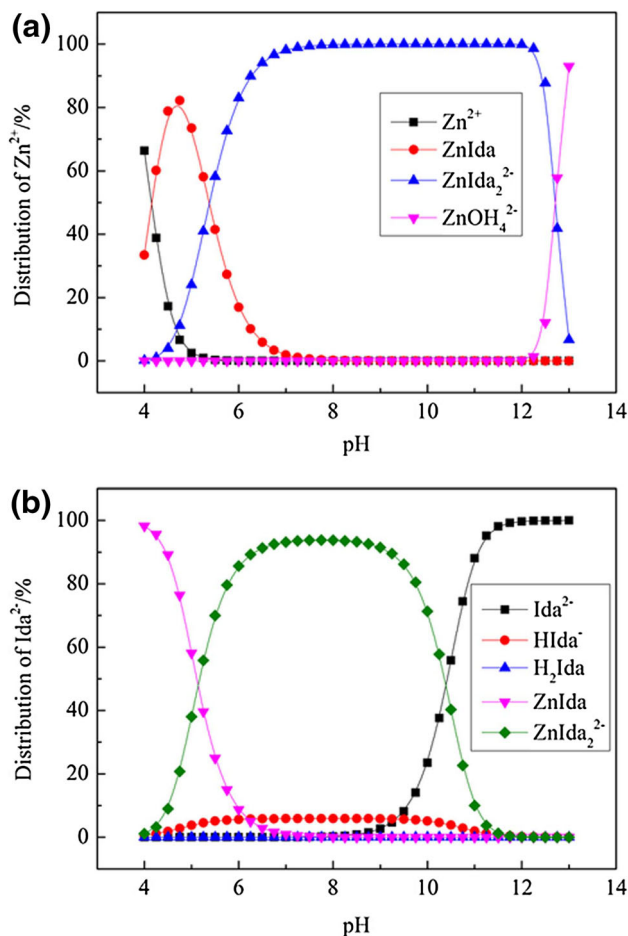 (a)
Distribution of Zn²⁺/%
100
80
60
40
20
0
Zn²⁺
ZnIda
ZnIda₂²⁻
ZnOH₄²⁻
4 6 8 10 12 14
pH
(b)
Distribution of Ida²⁻/%
100
80
60
40
20
0
Ida²⁻
HIda⁻
H₂Ida
ZnIda
ZnIda₂²⁻
4 6 8 10 12 14
pH